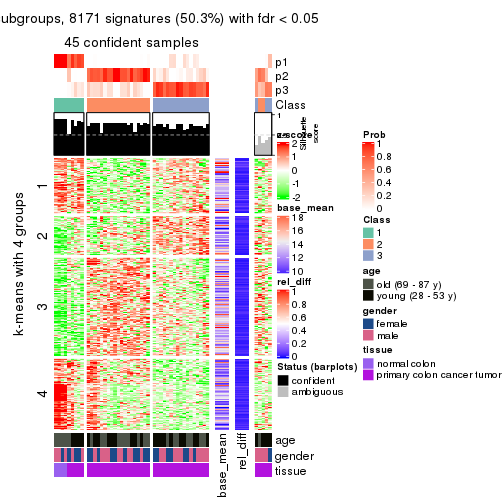 ubgroups, 8171 signatures (50.3%) with fdr < 0.05
45 confident samples
p1
p2
p3
Class
1
Silhouette
score
z-score
2
1
0
-1
-2
base_mean
18
16
14
12
10
rel_diff
1
0.8
0.6
0.4
0.2
0
Status (barplots)
confident
ambiguous
Prob
1
0.8
0.6
0.4
0.2
0
Class
1
2
3
age
old (69 - 87 y)
young (28 - 53 y)
gender
female
male
tissue
normal colon
primary colon cancer tumor
k-means with 4 groups
1
2
3
4
base_mean
rel_diff
age
gender
tissue